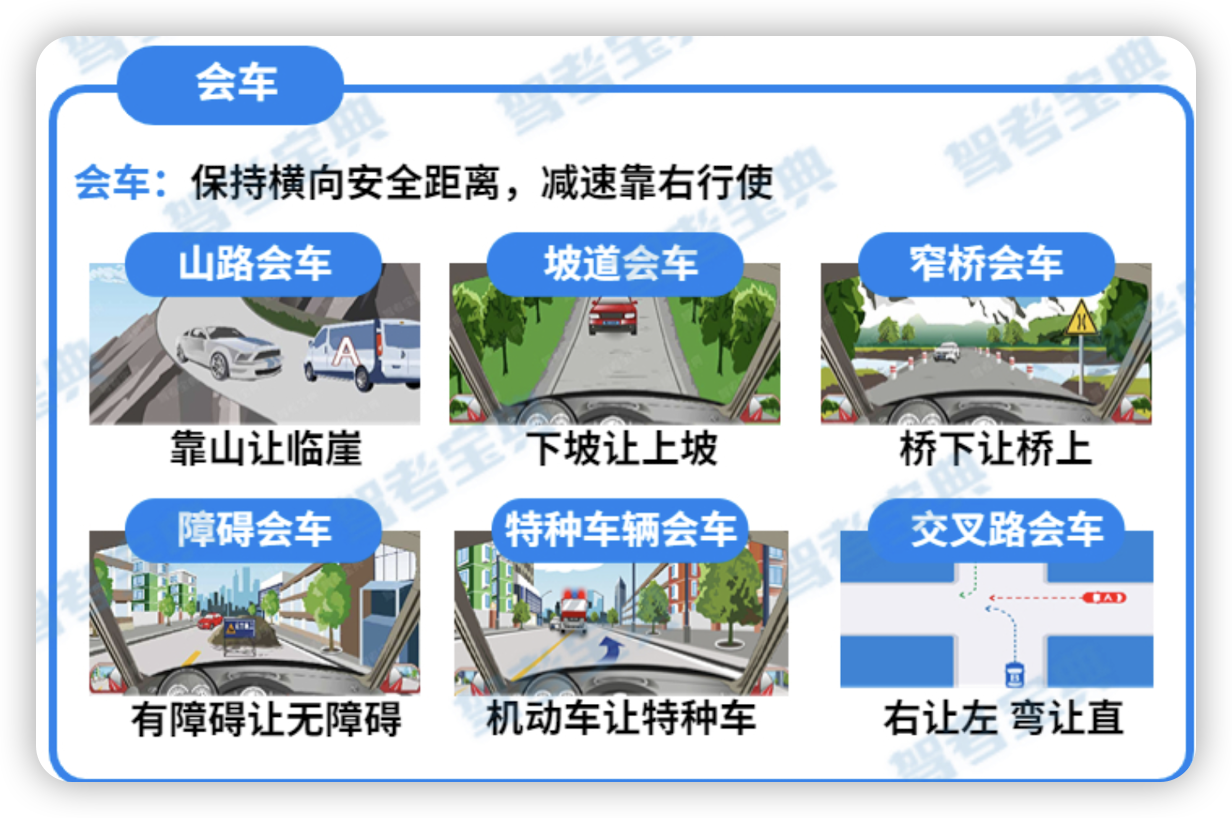 会车
会车：保持横向安全距离，减速靠右行使
山路会车
坡道会车
窄桥会车
A
靠山让临崖
下坡让上坡
桥下让桥上
障碍会车
特种车辆会车
交叉路会车
A
B
有障碍让无障碍
机动车让特种车
右让左 弯让直
驾考宝典